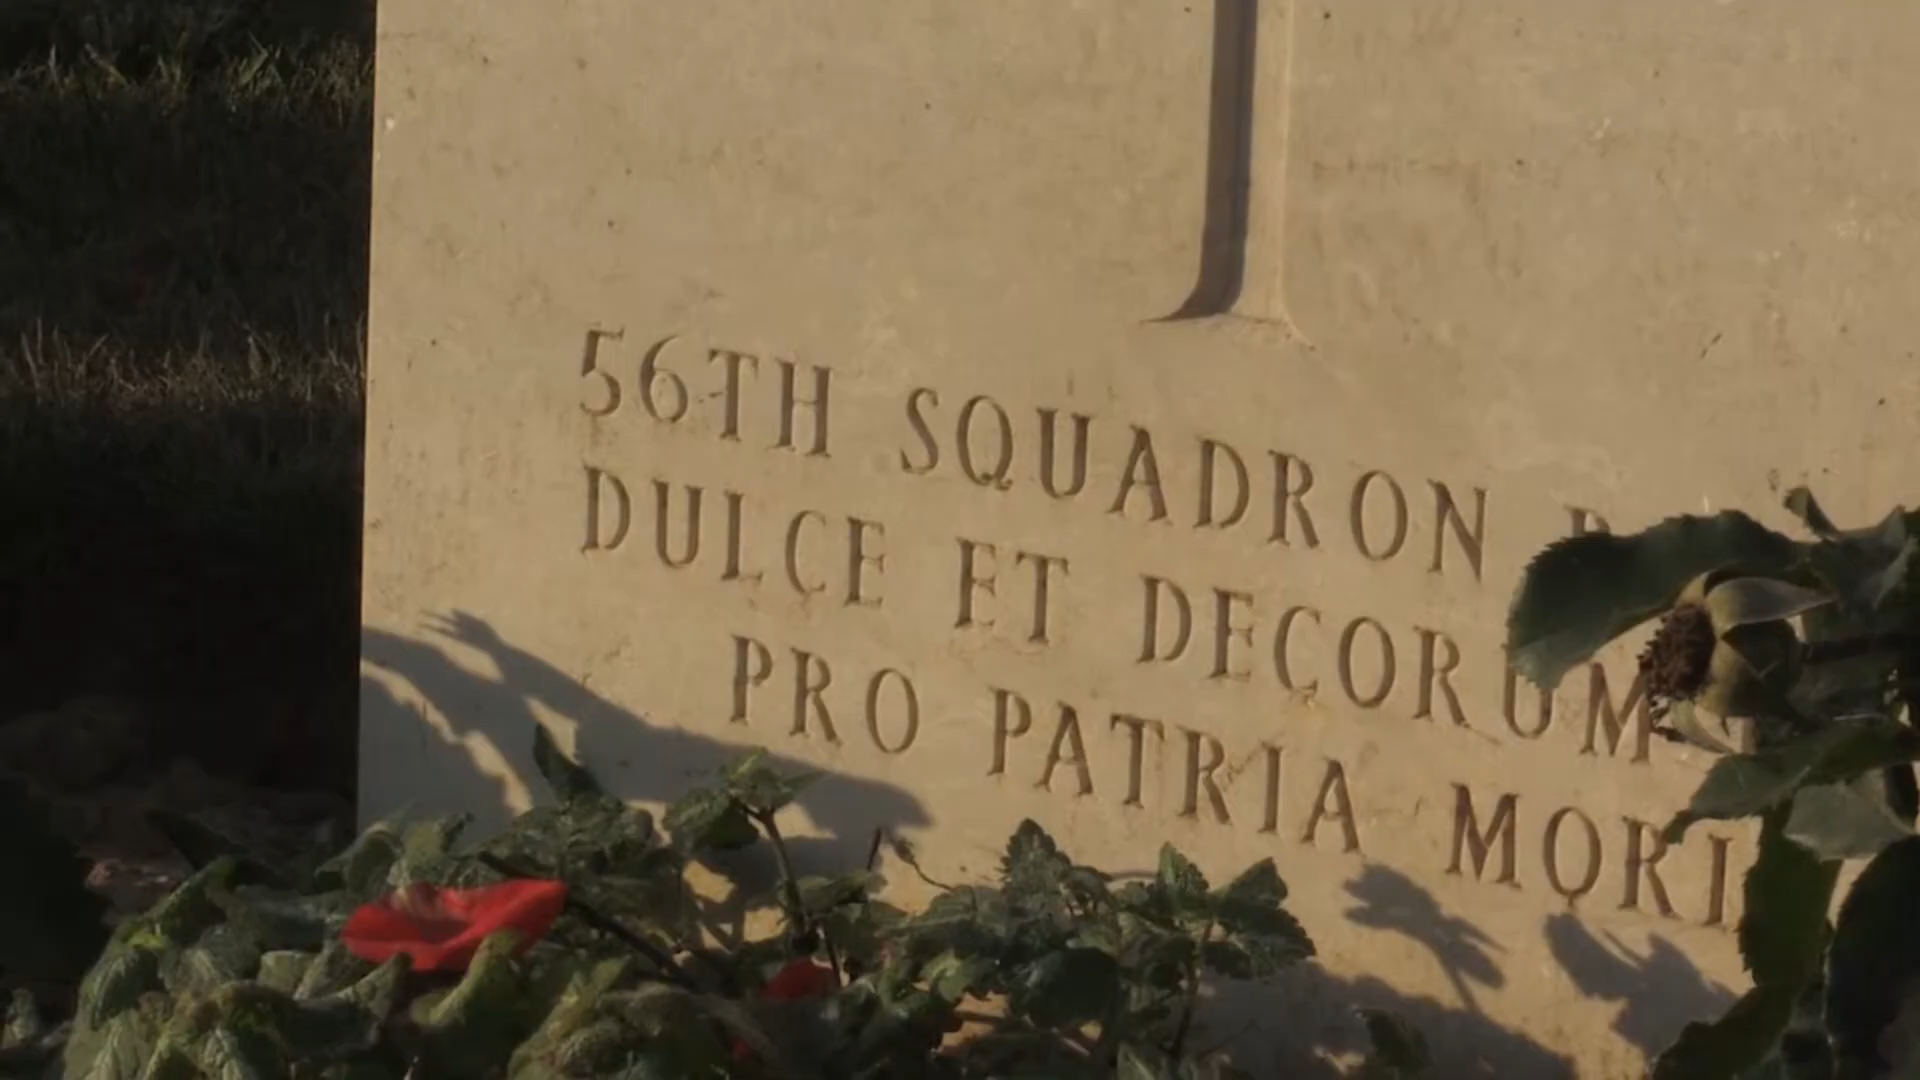 56TH SQUADRON
DULCE ET DECORUM
PRO PATRIA MORI